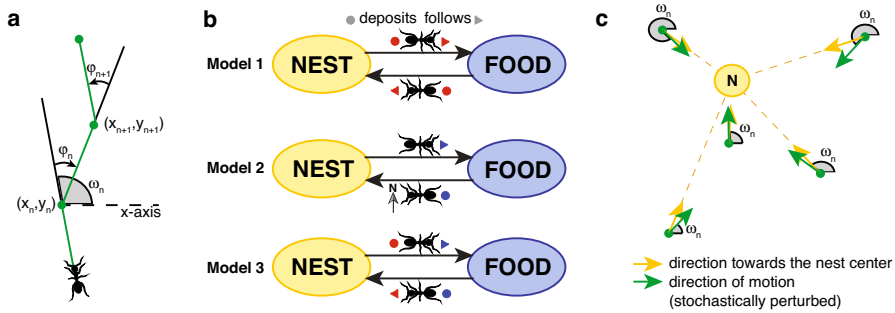 a
φn+1
(xn+1,yn+1)
φn
ωn
(xn,yn)
x-axis
b
deposits follows
Model 1 NEST FOOD
Model 2 NEST FOOD
N
Model 3 NEST FOOD
c
ωn
ωn
N
ωn
ωn
ωn
direction towards the nest center
direction of motion
(stochastically perturbed)